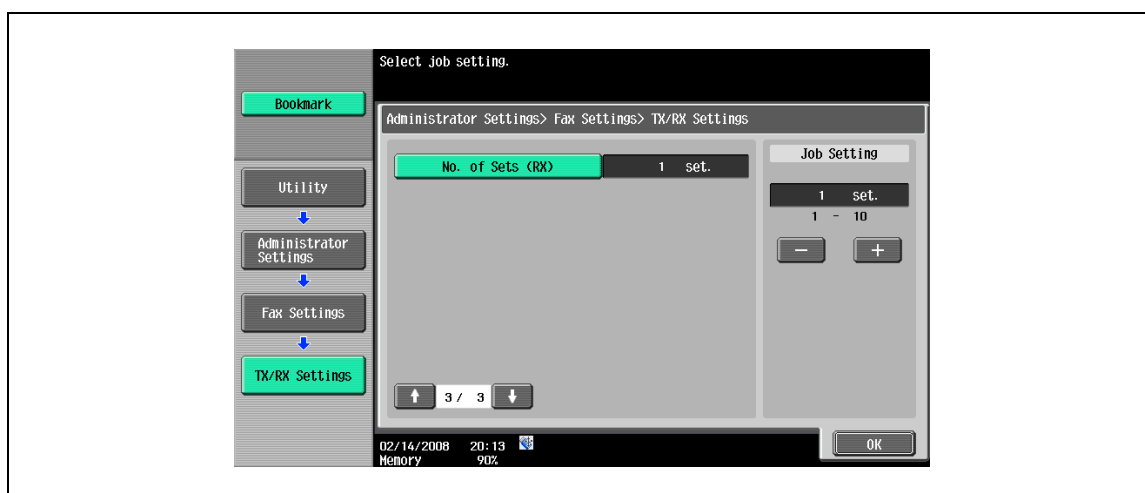 Select job setting.
Bookmark
Administrator Settings> Fax Settings> TX/RX Settings
No. of Sets (RX) 1 set.
Job Setting
1 set.
1 - 10
− +
Utility
Administrator
Settings
Fax Settings
TX/RX Settings
3/ 3
02/14/2008 20:13
Memory 90%
OK